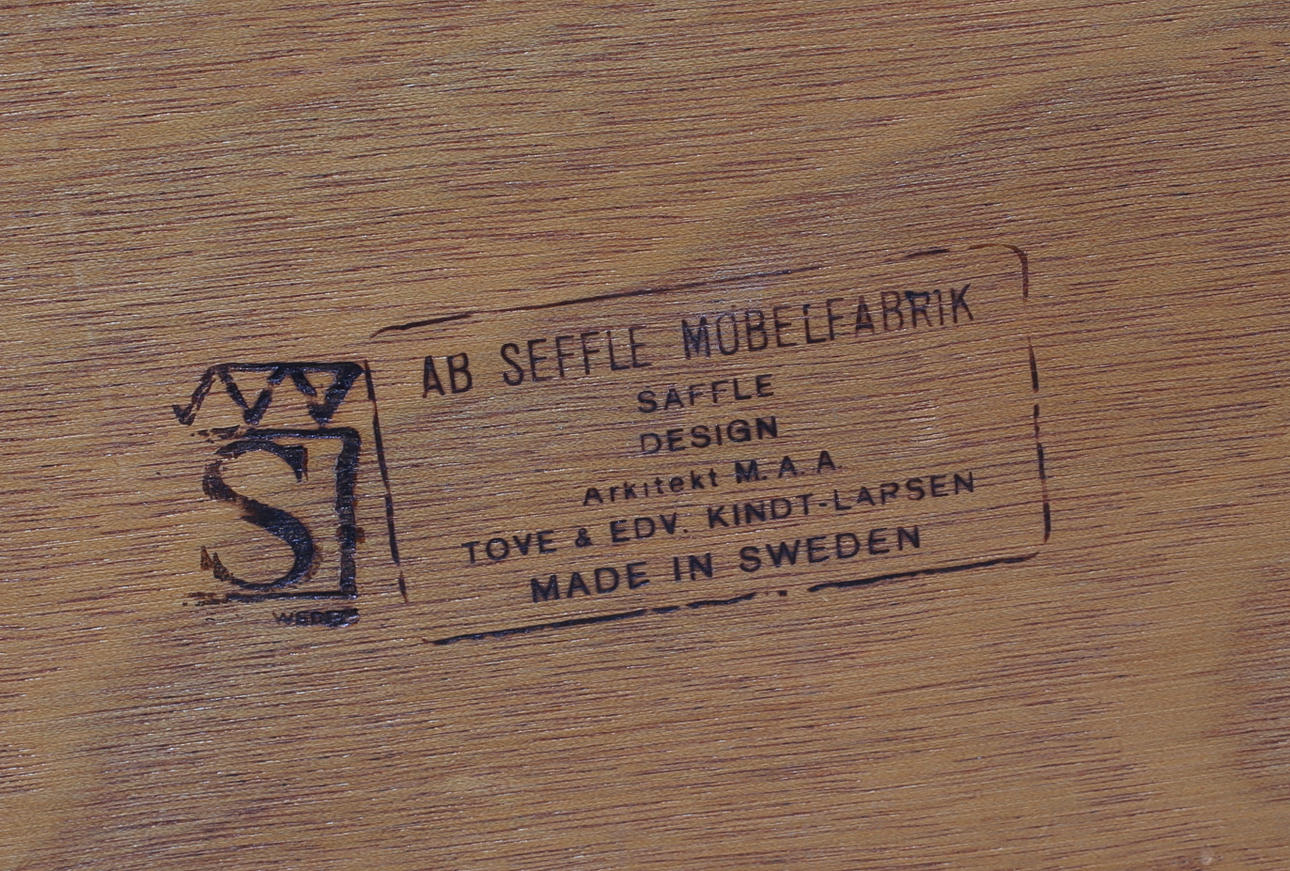 AB SEFFLE MÖBELFABRIK
SÄFFLE
DESIGN
Arkitekt M. A. A.
TOVE & EDV. KINDT-LARSEN
MADE IN SWEDEN
S